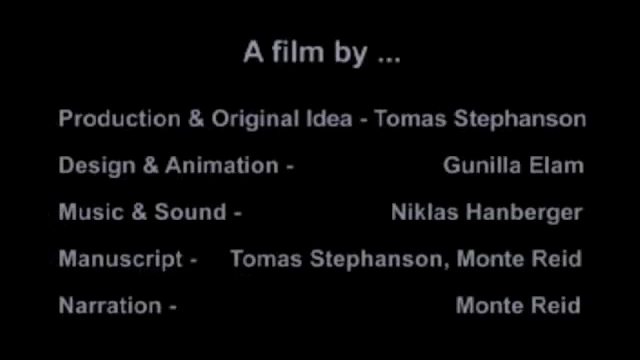 A film by ...
Production & Original Idea - Tomas Stephanson
Design & Animation - Gunilla Elam
Music & Sound - Niklas Hanberger
Manuscript - Tomas Stephanson, Monte Reid
Narration - Monte Reid